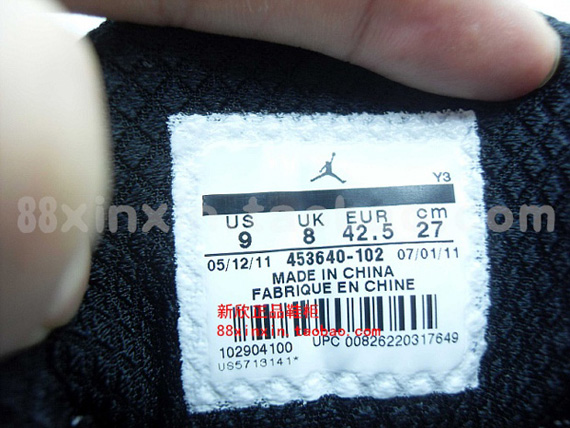 Y3
US UK EUR cm
9 8 42.5 27
05/12/11 453640-102 07/01/11
MADE IN CHINA
FABRIQUE EN CHINE
新欣正品鞋柜
88xinxin.taobao.com
102904100 UPC 00826220317649
US5713141*